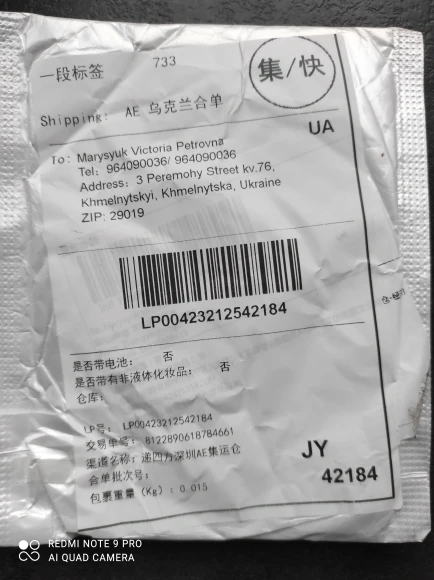 一段标签 733
集/快
Shipping: AE 乌克兰合单
UA
To: Marysyuk Victoria Petrovna
Tel: 964090036/ 964090036
Address: 3 Peremohy Street kv.76,
Khmelnytskyi, Khmelnytska, Ukraine
ZIP: 29019
LP00423212542184
是否带电池: 否
是否带有非液体化妆品: 否
仓库:
LP号: LP00423212542184
交易单号: 8122890618784661
渠道名称: 递四方深圳AE集运仓
合单批次号:
包裹重量 (Kg) : 0.015
JY
42184
REDMI NOTE 9 PRO
AI QUAD CAMERA